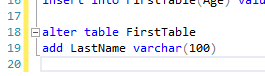 insert into FirstTable(Age) valu
17
18 alter table FirstTable
19 add LastName varchar(100)
20